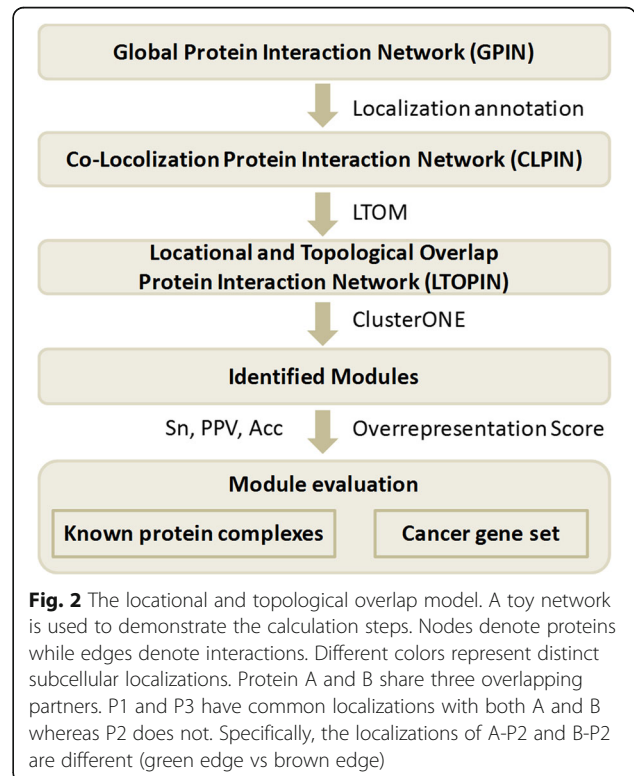 Global Protein Interaction Network (GPIN)
Localization annotation
Co-Locolization Protein Interaction Network (CLPIN)
LTOM
Locational and Topological Overlap
Protein Interaction Network (LTOPIN)
ClusterONE
Identified Modules
Sn, PPV, Acc Overrepresentation Score
Module evaluation
Known protein complexes Cancer gene set
Fig. 2 The locational and topological overlap model. A toy network
is used to demonstrate the calculation steps. Nodes denote proteins
while edges denote interactions. Different colors represent distinct
subcellular localizations. Protein A and B share three overlapping
partners. P1 and P3 have common localizations with both A and B
whereas P2 does not. Specifically, the localizations of A-P2 and B-P2
are different (green edge vs brown edge)